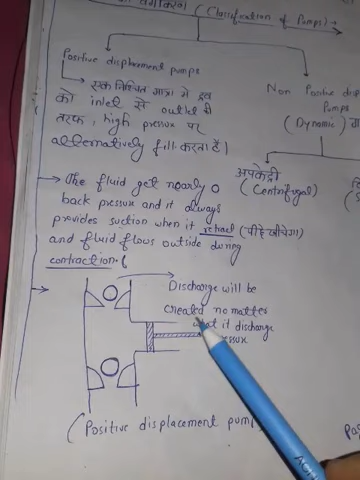 वर्गीकरण (Classification of Pumps)
Positive displacement pumps
एक निश्चित मात्रा में द्रव
को inlet से outlet की
तरफ, high pressure पर
alternatively fill करता है।
Non Positive disp
Pumps
(Dynamic)
अपकेंद्री
(Centrifugal)
The fluid get nearly 0
back pressure and it always
provides suction when it retract (पीछे खींचेगा)
and fluid flows outside during
contraction.
Discharge will be
created no matter
what it discharge
pressure
(Positive displacement pump)